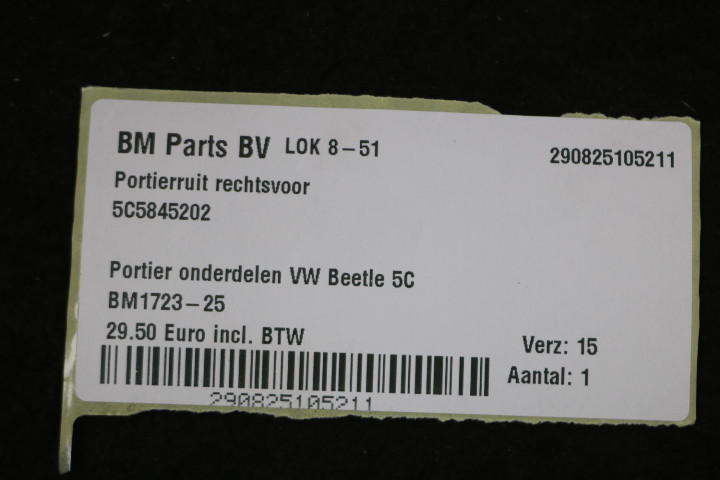 BM Parts BV LOK 8-51
290825105211
Portierruit rechtsvoor
5C5845202
Portier onderdelen VW Beetle 5C
BM1723-25
29.50 Euro incl. BTW
Verz: 15
Aantal: 1
290825105211